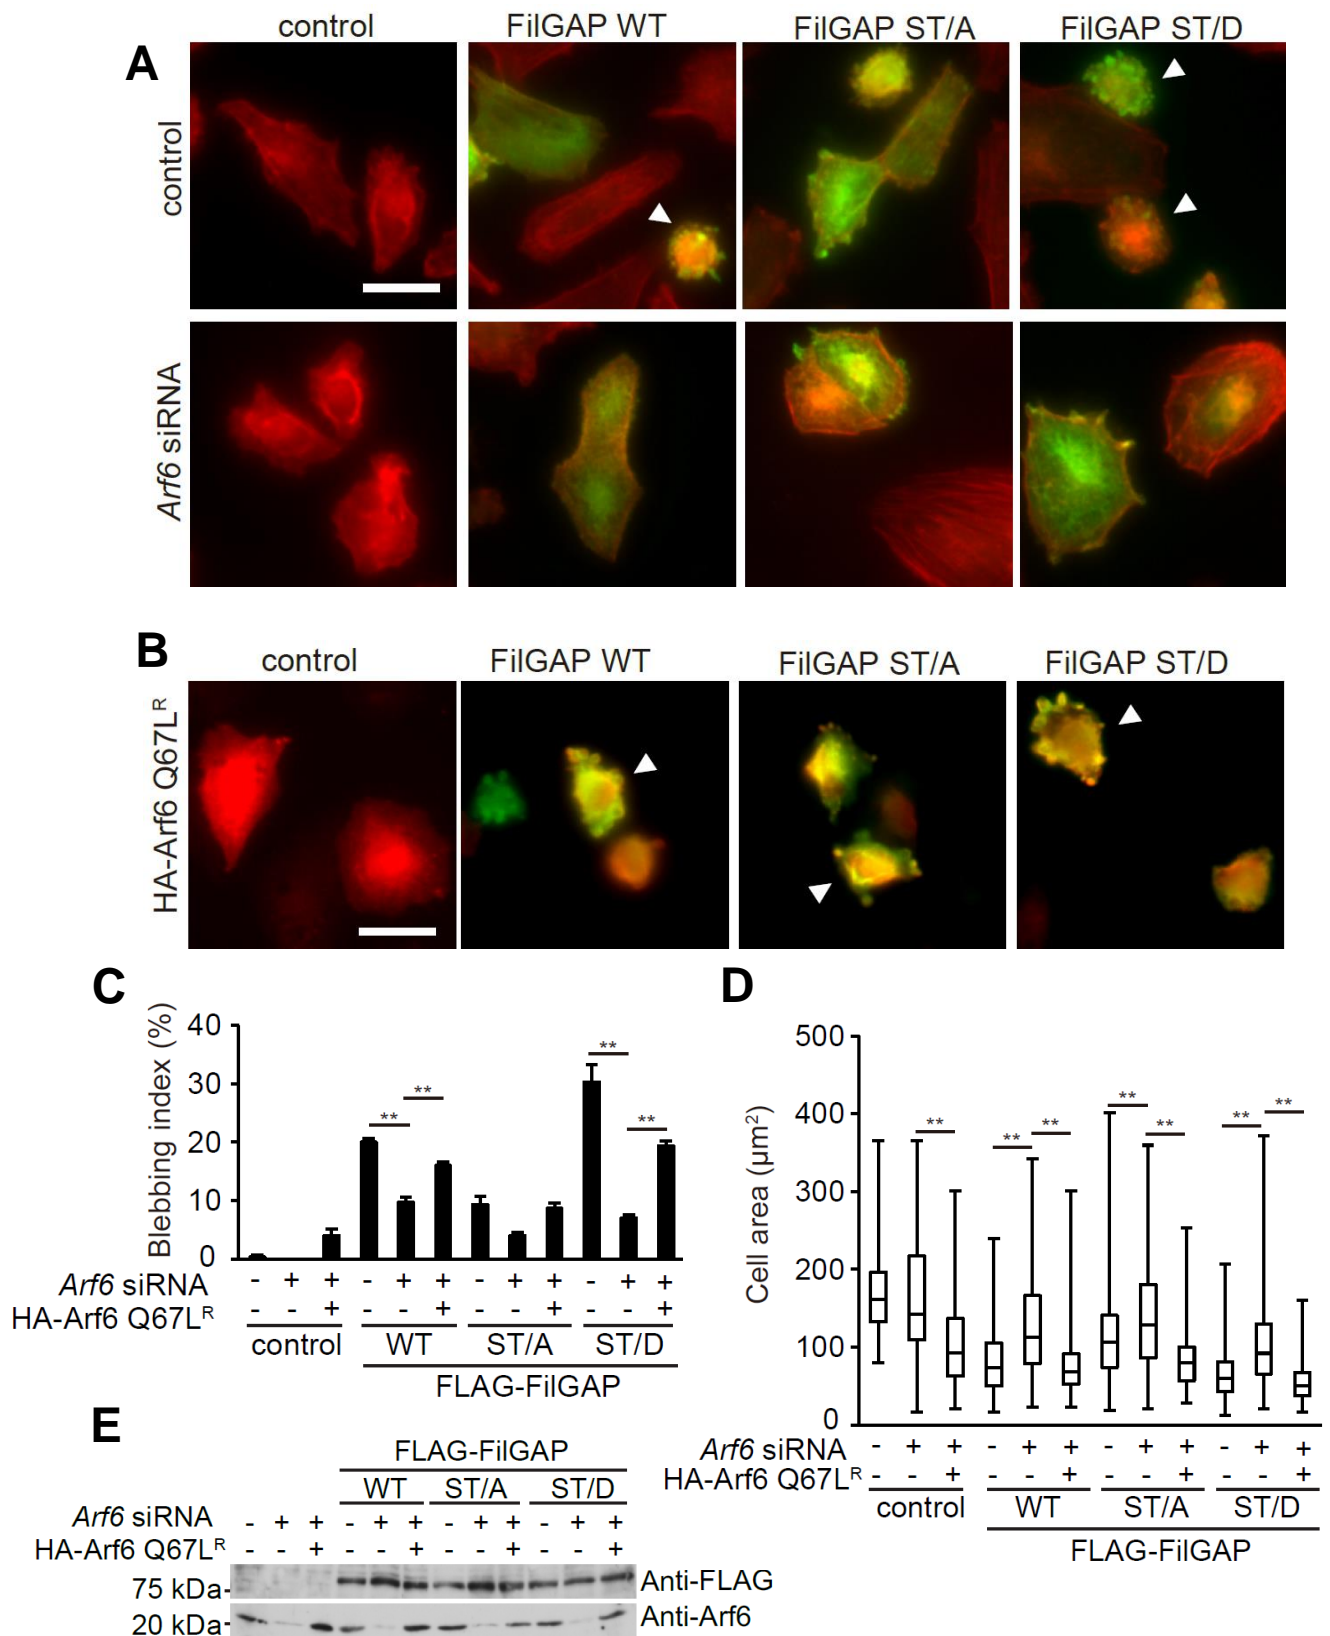 A
control FilGAP WT FilGAP ST/A FilGAP ST/D
control
Arf6 siRNA
B
control FilGAP WT FilGAP ST/A FilGAP ST/D
HA-Arf6 Q67L^R
C
Blebbing index (%)
40
30
20
10
0
** ** ** **
Arf6 siRNA - + + - + + - + + - + +
HA-Arf6 Q67L^R - - + - - + - - + - - +
control WT ST/A ST/D
FLAG-FilGAP
D
Cell area (µm²)
500
400
300
200
100
0
** ** ** ** ** ** **
Arf6 siRNA - + + - + + - + + - + +
HA-Arf6 Q67L^R - - + - - + - - + - - +
control WT ST/A ST/D
FLAG-FilGAP
E
FLAG-FilGAP
WT ST/A ST/D
Arf6 siRNA - + + - + + - + + - + +
HA-Arf6 Q67L^R - - + - - + - - + - - +
75 kDa- Anti-FLAG
20 kDa- Anti-Arf6